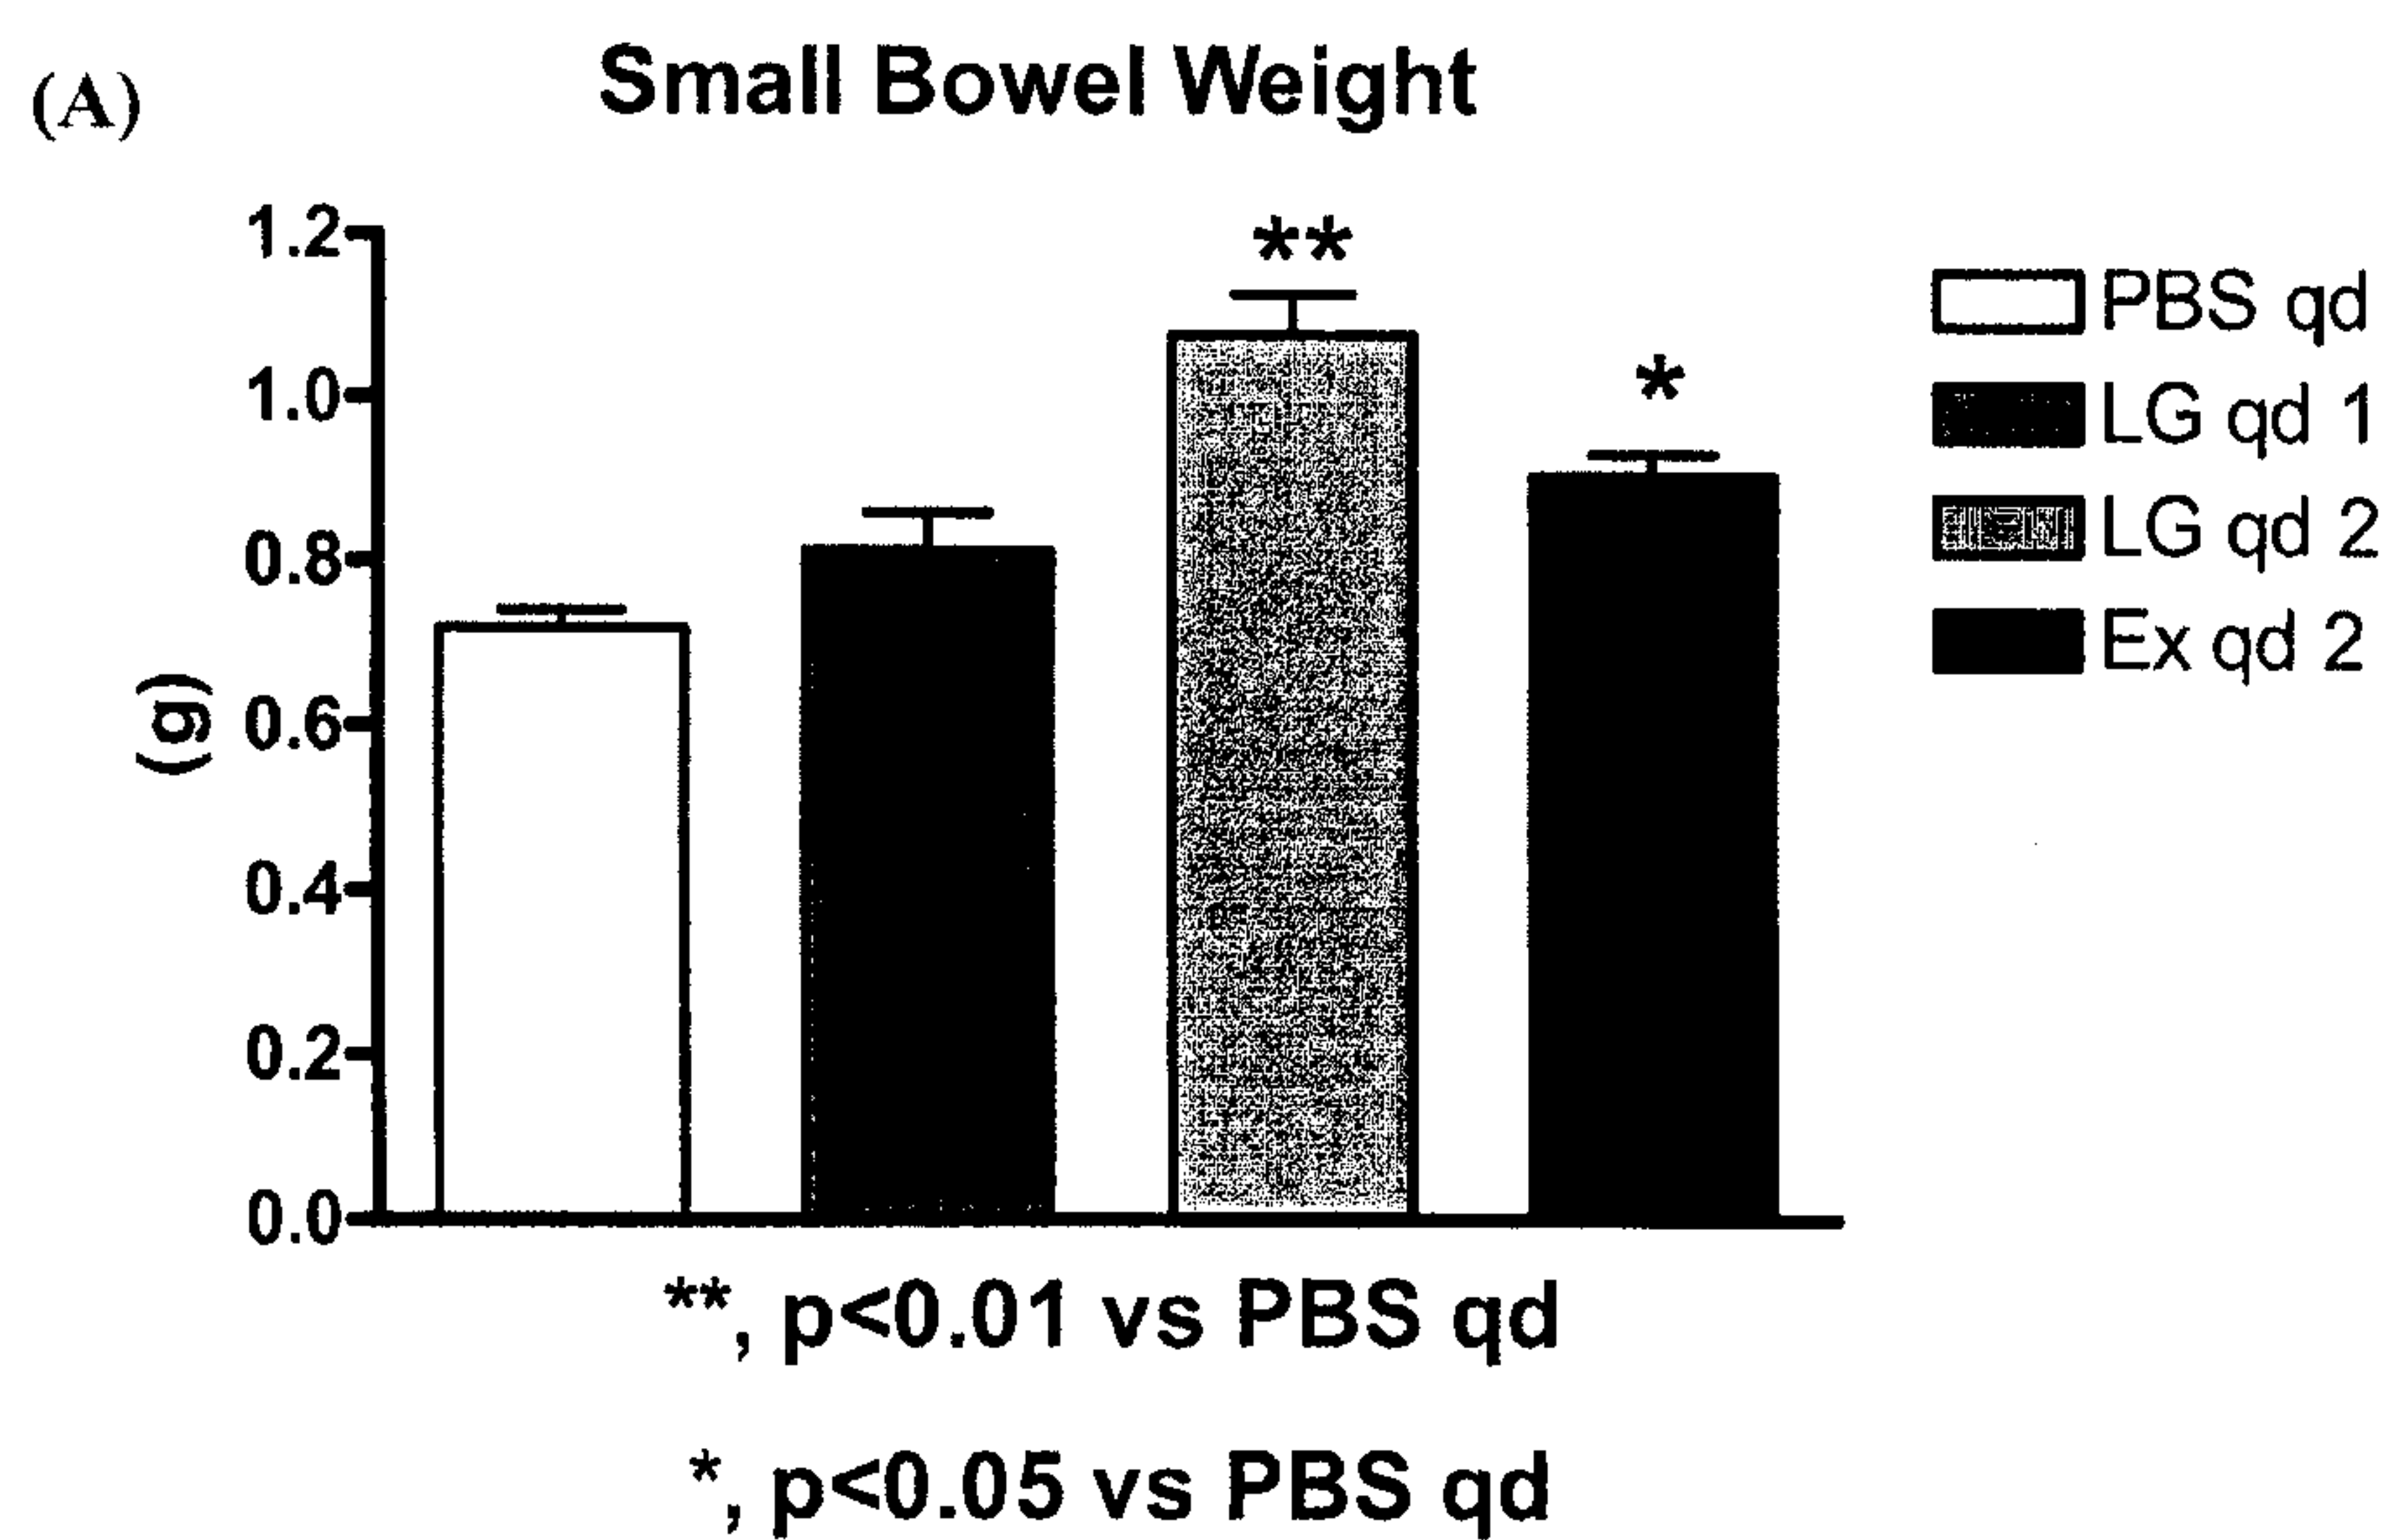 (A)
Small Bowel Weight
1.2
1.0
0.8
0.6
0.4
0.2
0.0
(g)
**
*
PBS qd
LG qd 1
LG qd 2
Ex qd 2
**, p<0.01 vs PBS qd
*, p<0.05 vs PBS qd